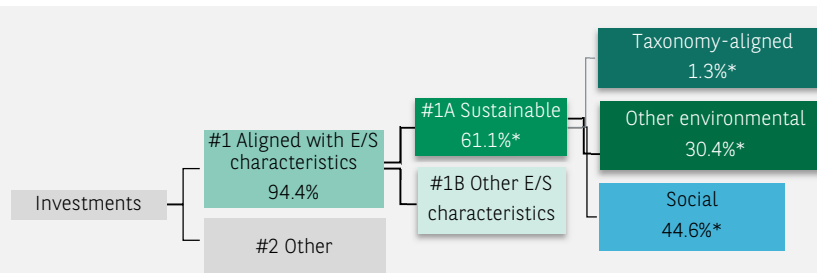 Investments
#1 Aligned with E/S
characteristics
94.4%
#2 Other
#1A Sustainable
61.1%*
#1B Other E/S
characteristics
Taxonomy-aligned
1.3%*
Other environmental
30.4%*
Social
44.6%*